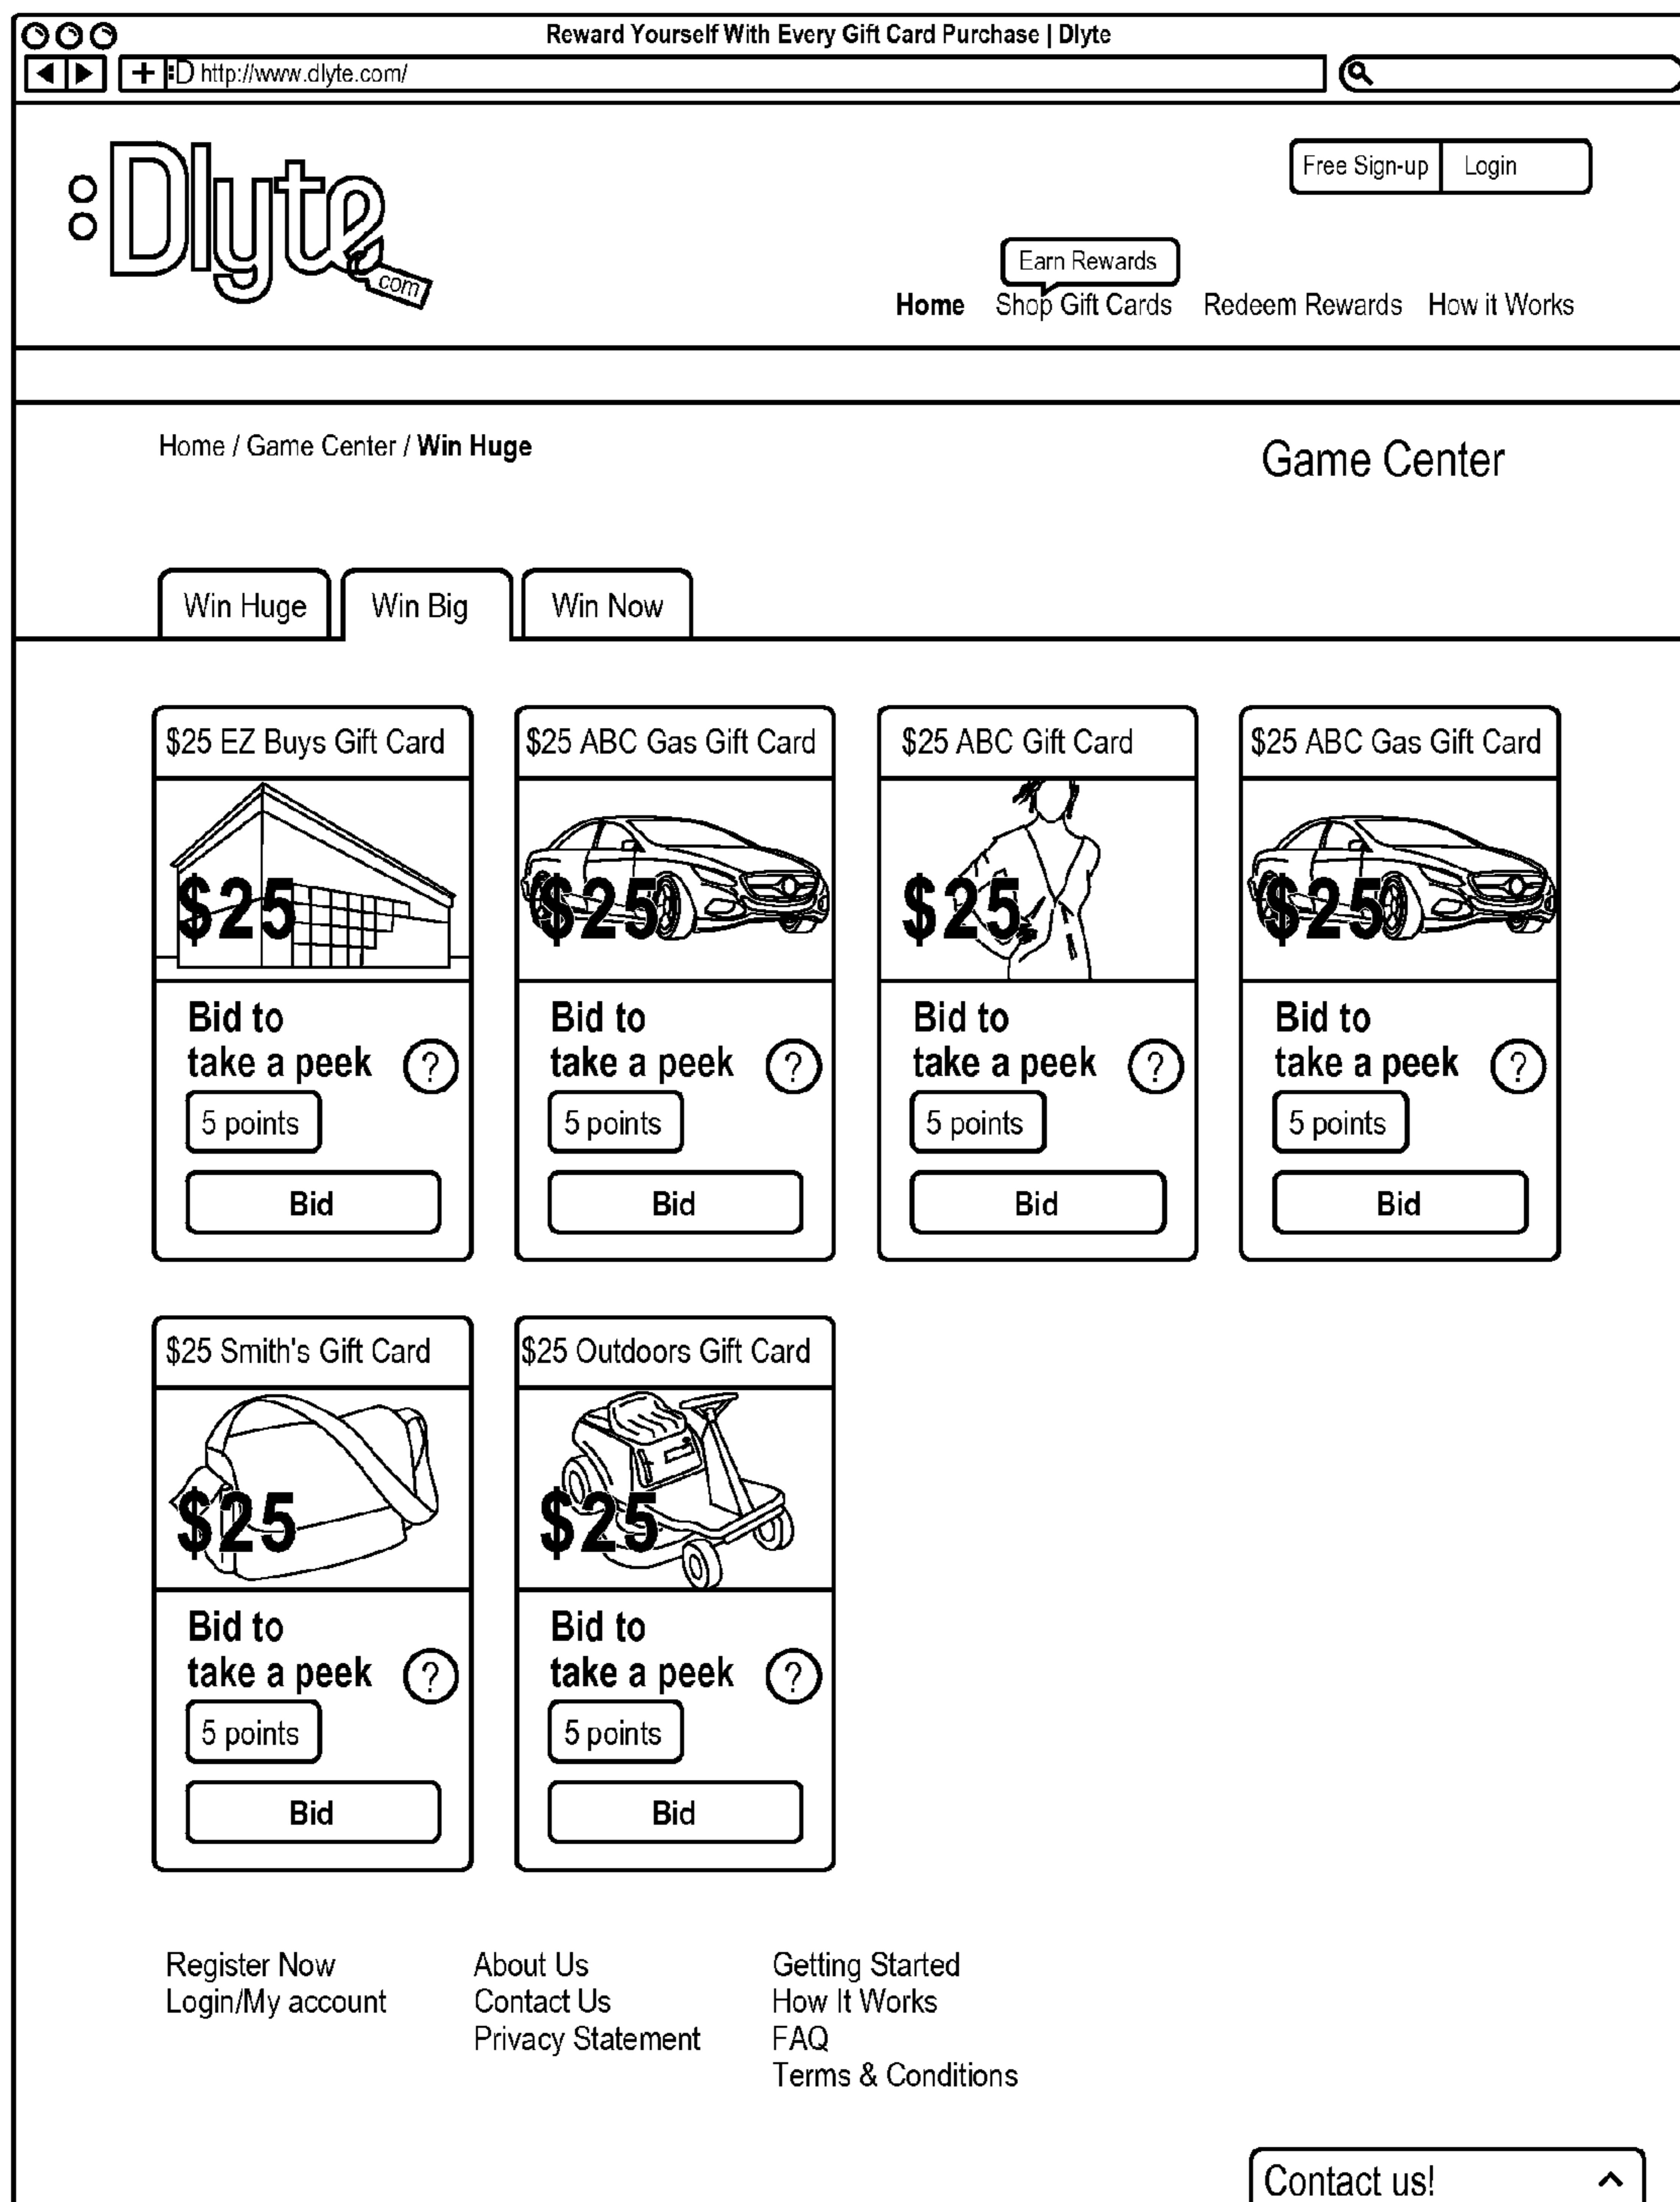 Reward Yourself With Every Gift Card Purchase | Dlyte
:D http://www.dlyte.com/
:Dlyte
.com
Free Sign-up Login
Earn Rewards
Home Shop Gift Cards Redeem Rewards How it Works
Home / Game Center / Win Huge
Game Center
Win Huge Win Big Win Now
$25 EZ Buys Gift Card $25 ABC Gas Gift Card $25 ABC Gift Card $25 ABC Gas Gift Card
$25 $25 $25 $25
Bid to Bid to Bid to Bid to
take a peek ? take a peek ? take a peek ? take a peek ?
5 points 5 points 5 points 5 points
Bid Bid Bid Bid
$25 Smith's Gift Card $25 Outdoors Gift Card
$25 $25
Bid to Bid to
take a peek ? take a peek ?
5 points 5 points
Bid Bid
Register Now About Us Getting Started
Login/My account Contact Us How It Works
Privacy Statement FAQ
Terms & Conditions
Contact us!